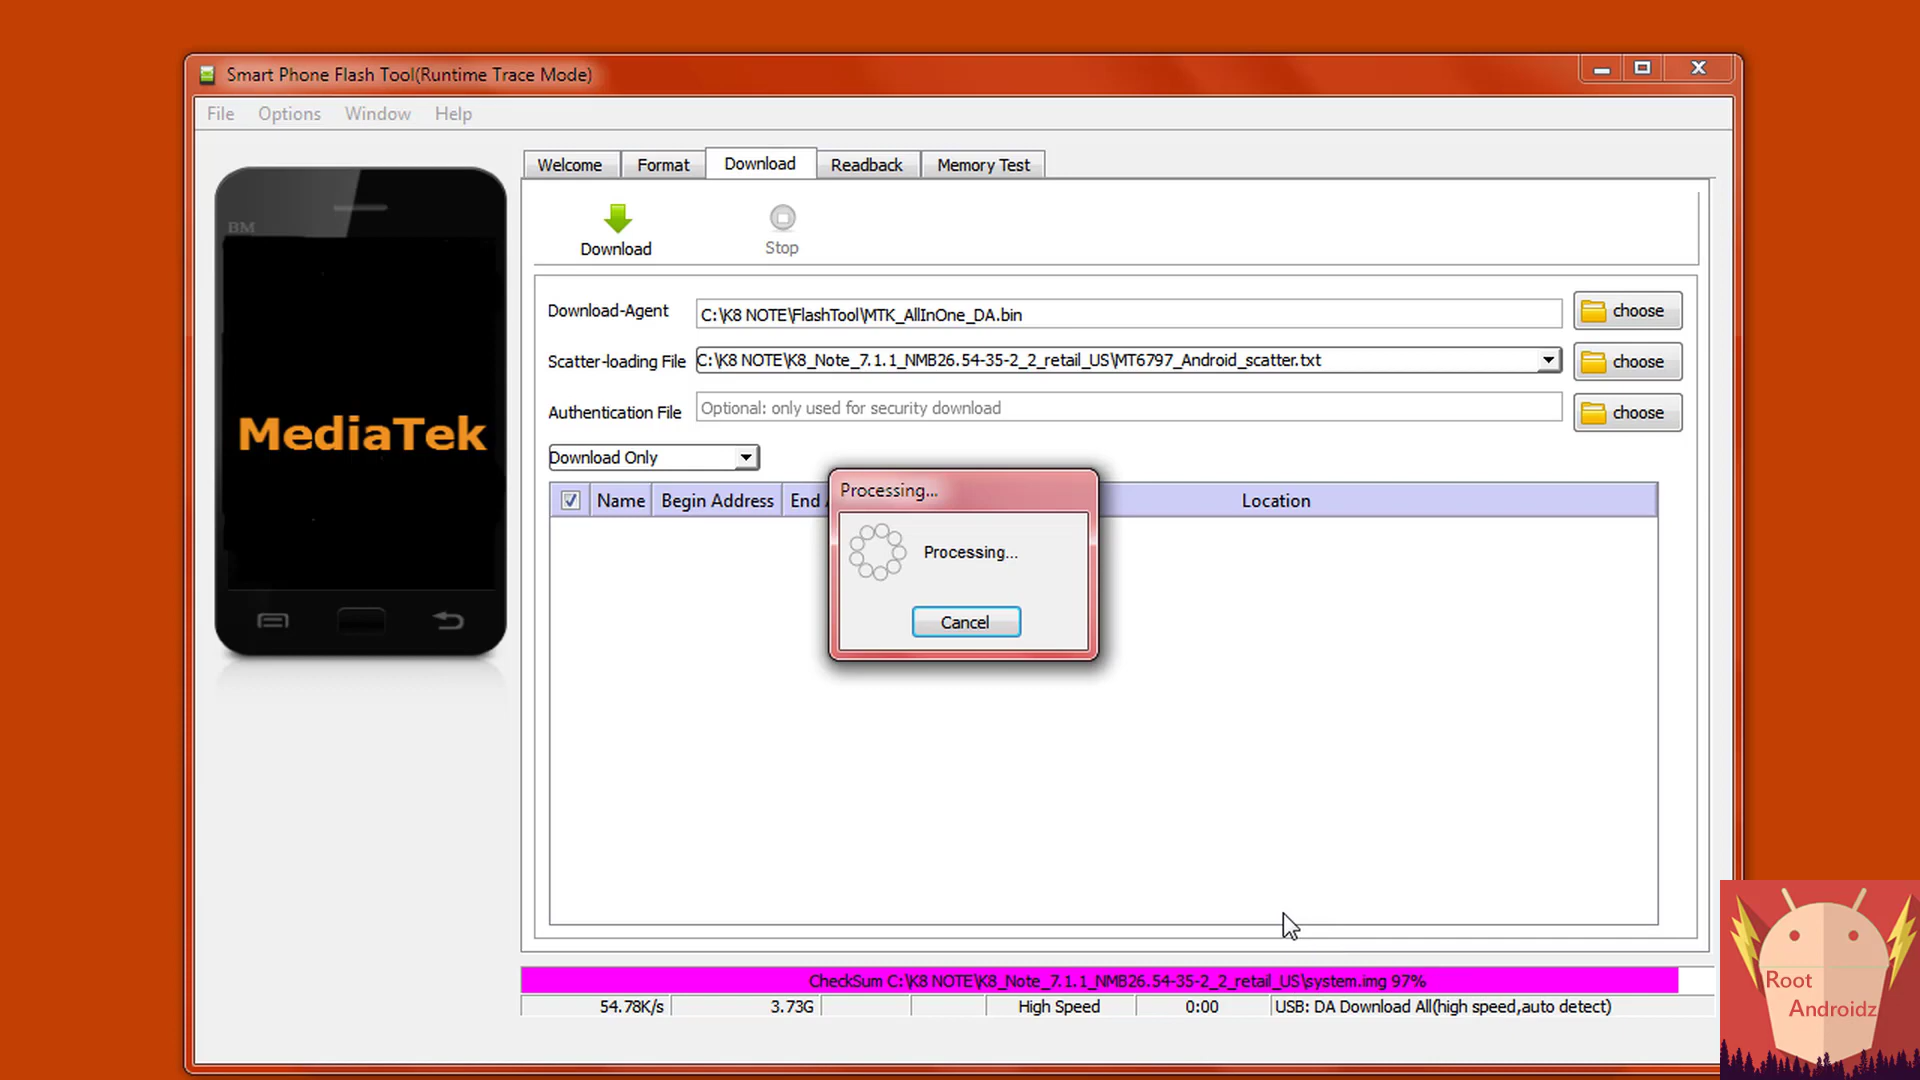 Smart Phone Flash Tool(Runtime Trace Mode)
File Options Window Help
Welcome Format Download Readback Memory Test
BM
MediaTek
Download Stop
Download-Agent C:\K8 NOTE\FlashTool\MTK_AllInOne_DA.bin choose
Scatter-loading File C:\K8 NOTE\K8_Note_7.1.1_NMB26.54-35-2_2_retail_US\MT6797_Android_scatter.txt choose
Authentication File Optional: only used for security download choose
Download Only
Name Begin Address End Location
Processing...
Processing...
Cancel
CheckSum C:\K8 NOTE\K8_Note_7.1.1_NMB26.54-35-2_2_retail_US\system.img 97%
54.78K/s 3.73G High Speed 0:00 USB: DA Download All(high speed,auto detect)
Root
Androidz